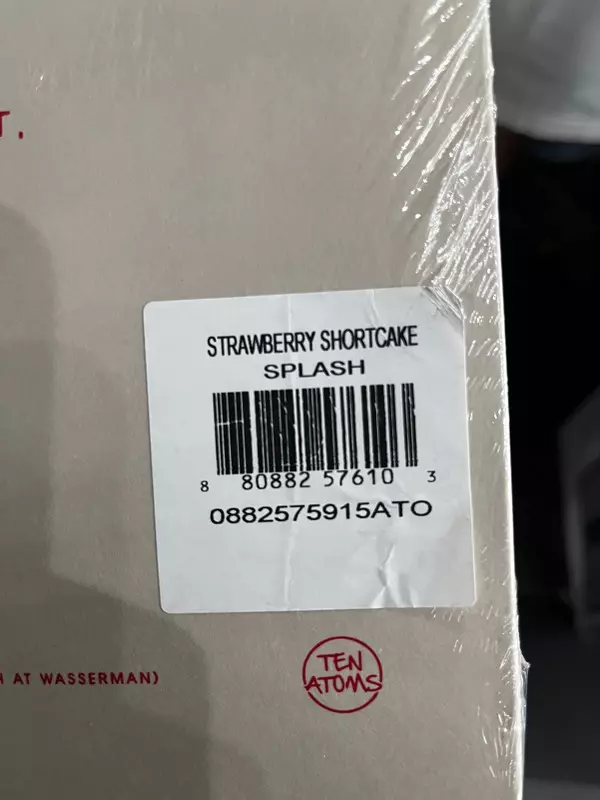 T.
STRAWBERRY SHORTCAKE
SPLASH
8 80882 57610 3
0882575915ATO
H AT WASSERMAN)
TEN
ATOMS